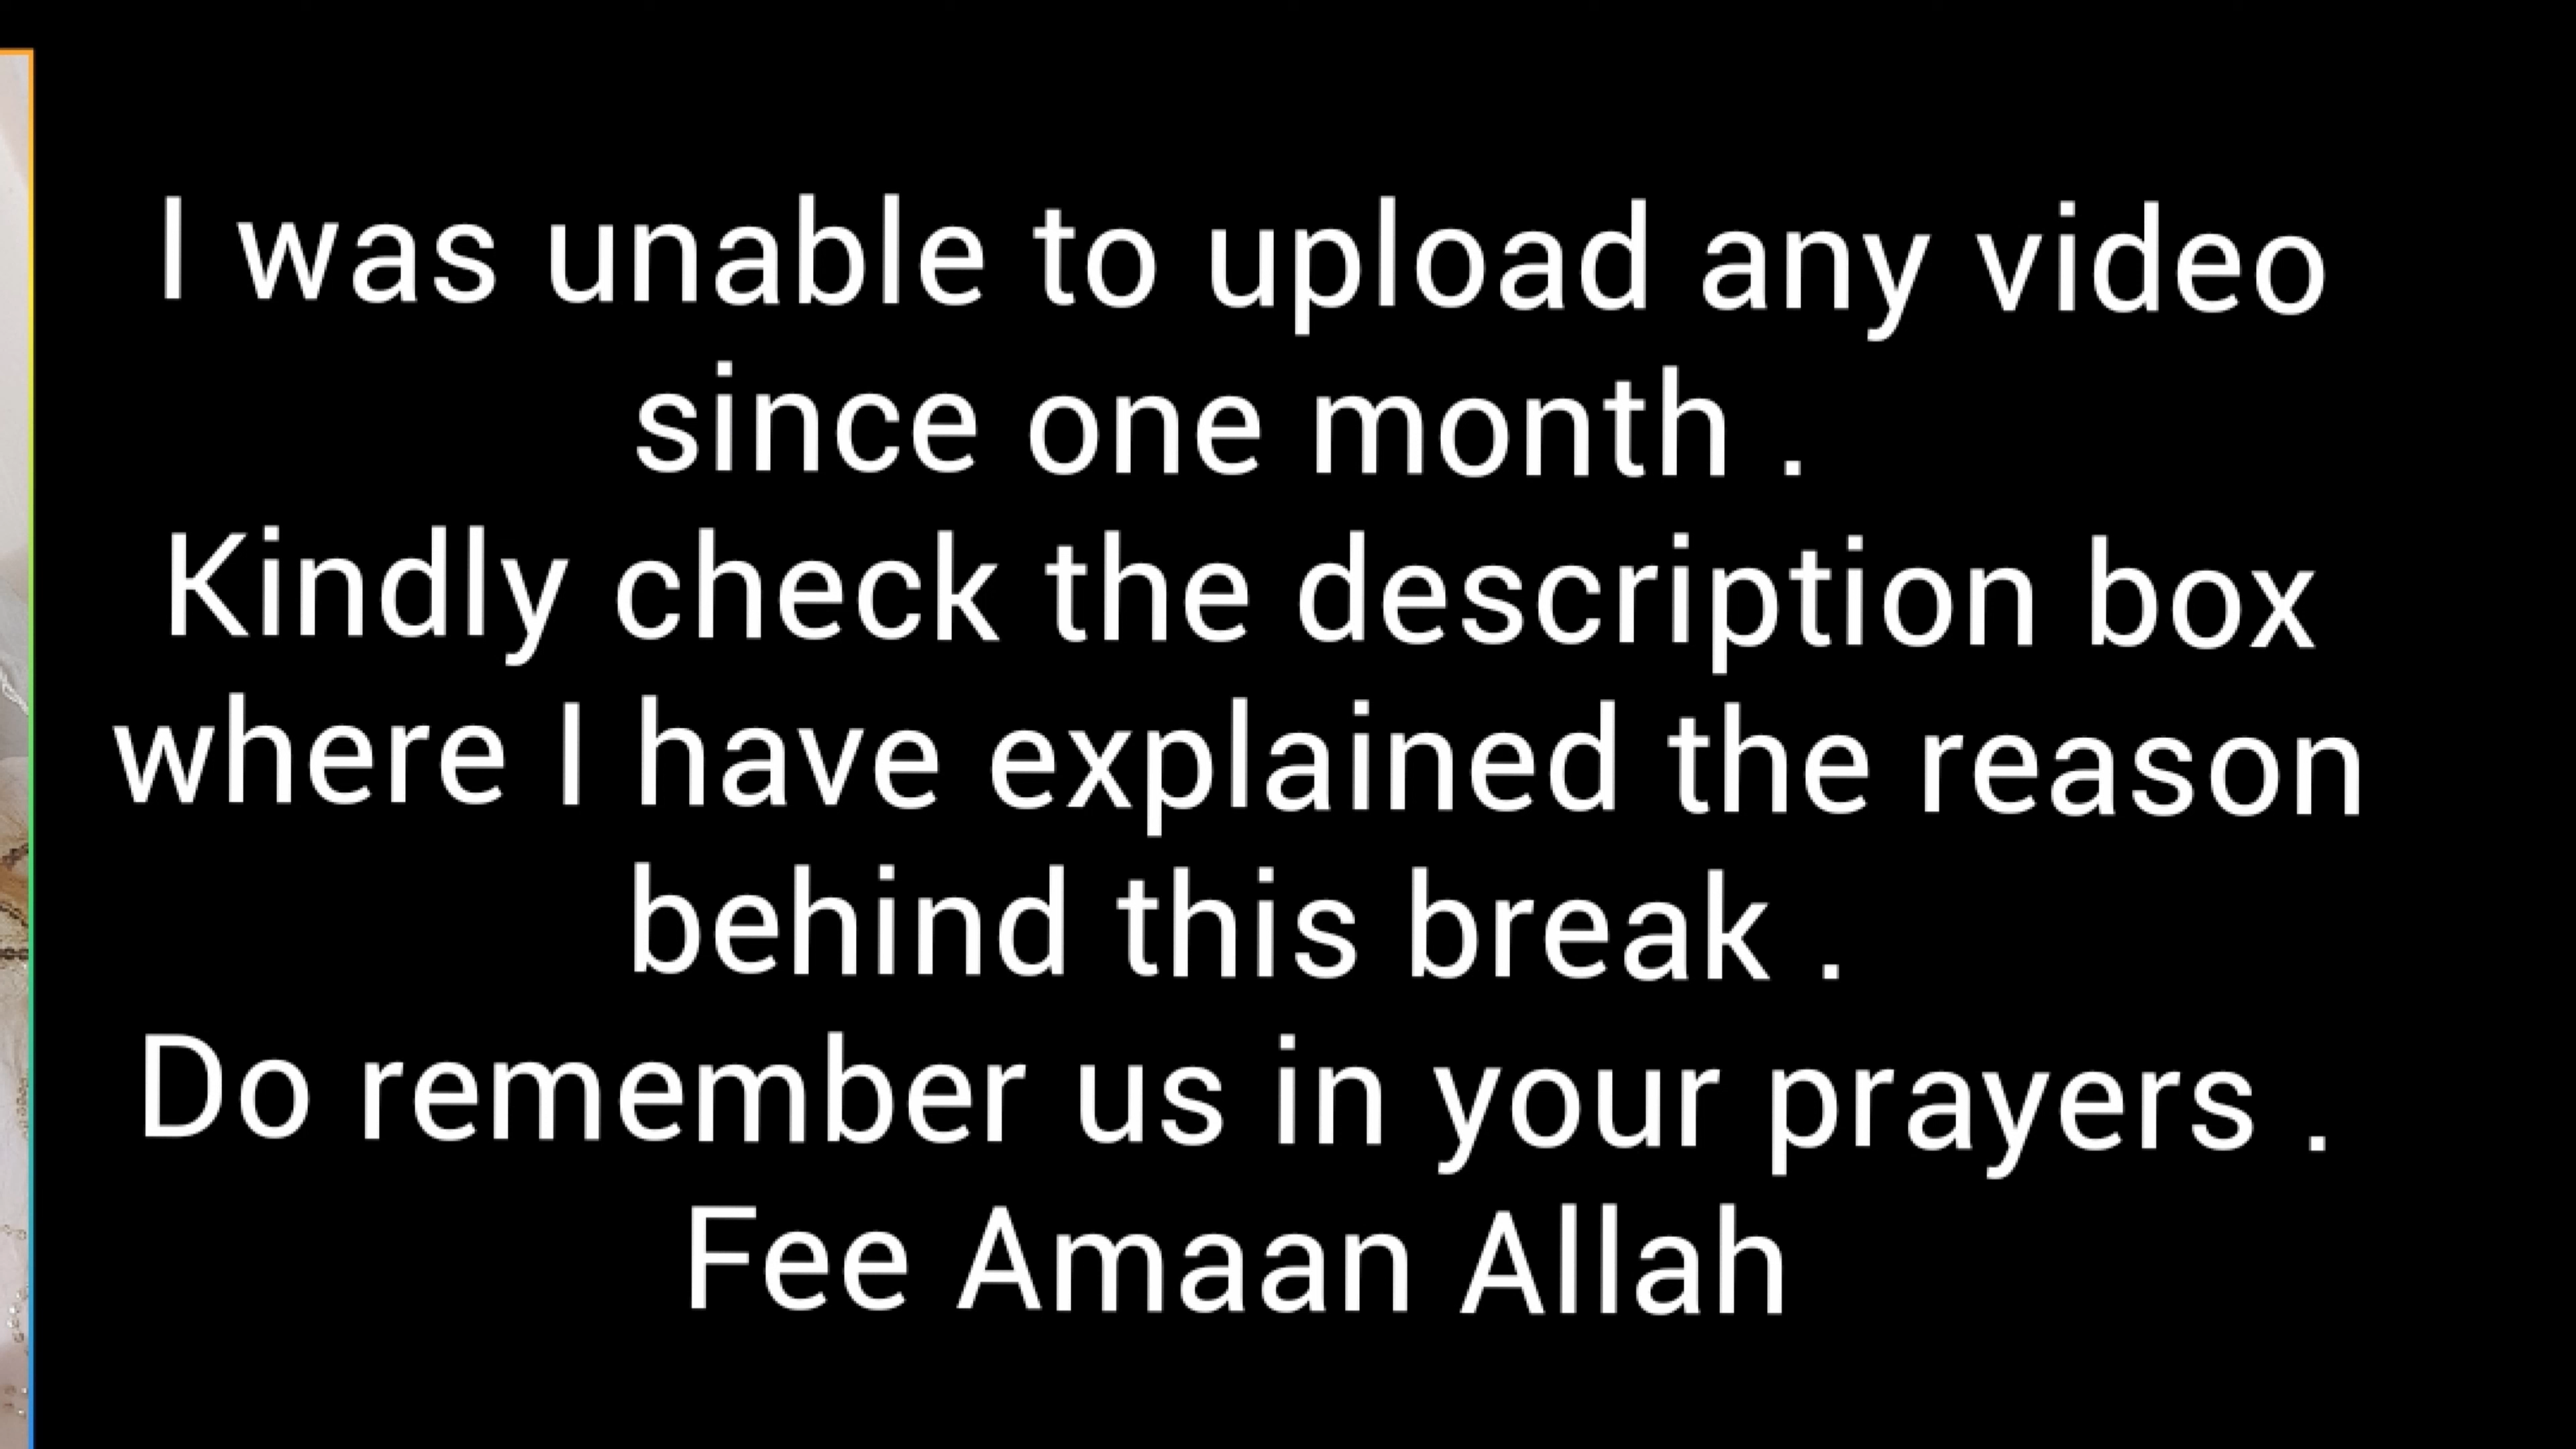 I was unable to upload any video
since one month .
Kindly check the description box
where I have explained the reason
behind this break .
Do remember us in your prayers .
Fee Amaan Allah